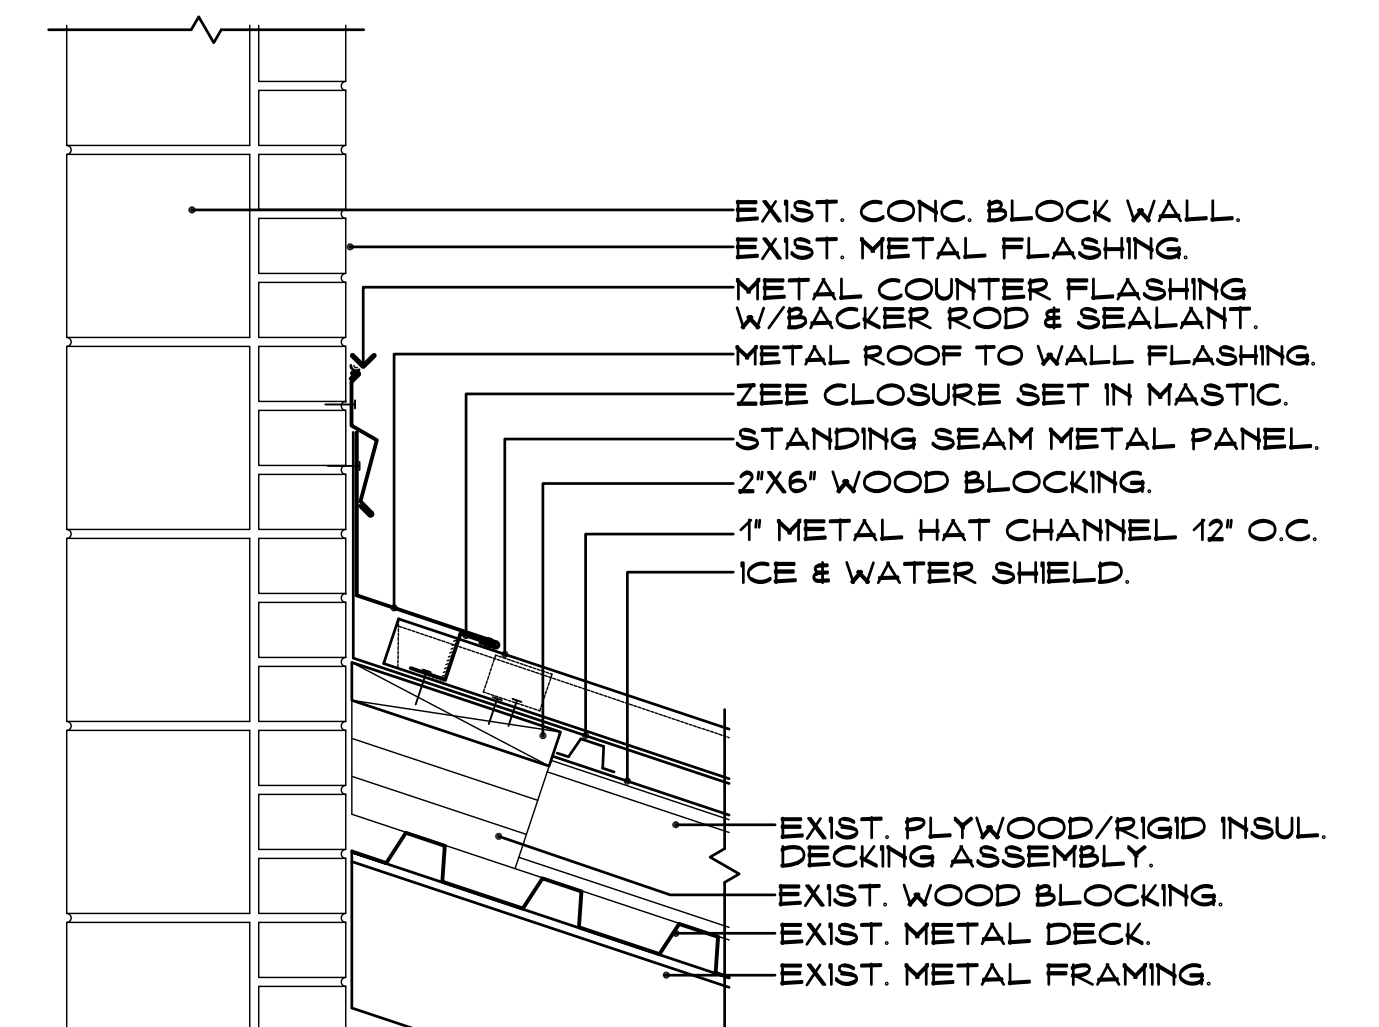 EXIST. CONC. BLOCK WALL.
EXIST. METAL FLASHING.
METAL COUNTER FLASHING
W/BACKER ROD & SEALANT.
METAL ROOF TO WALL FLASHING.
ZEE CLOSURE SET IN MASTIC.
STANDING SEAM METAL PANEL.
2"X6" WOOD BLOCKING.
1" METAL HAT CHANNEL 12" O.C.
ICE & WATER SHIELD.
EXIST. PLYWOOD/RIGID INSUL.
DECKING ASSEMBLY.
EXIST. WOOD BLOCKING.
EXIST. METAL DECK.
EXIST. METAL FRAMING.